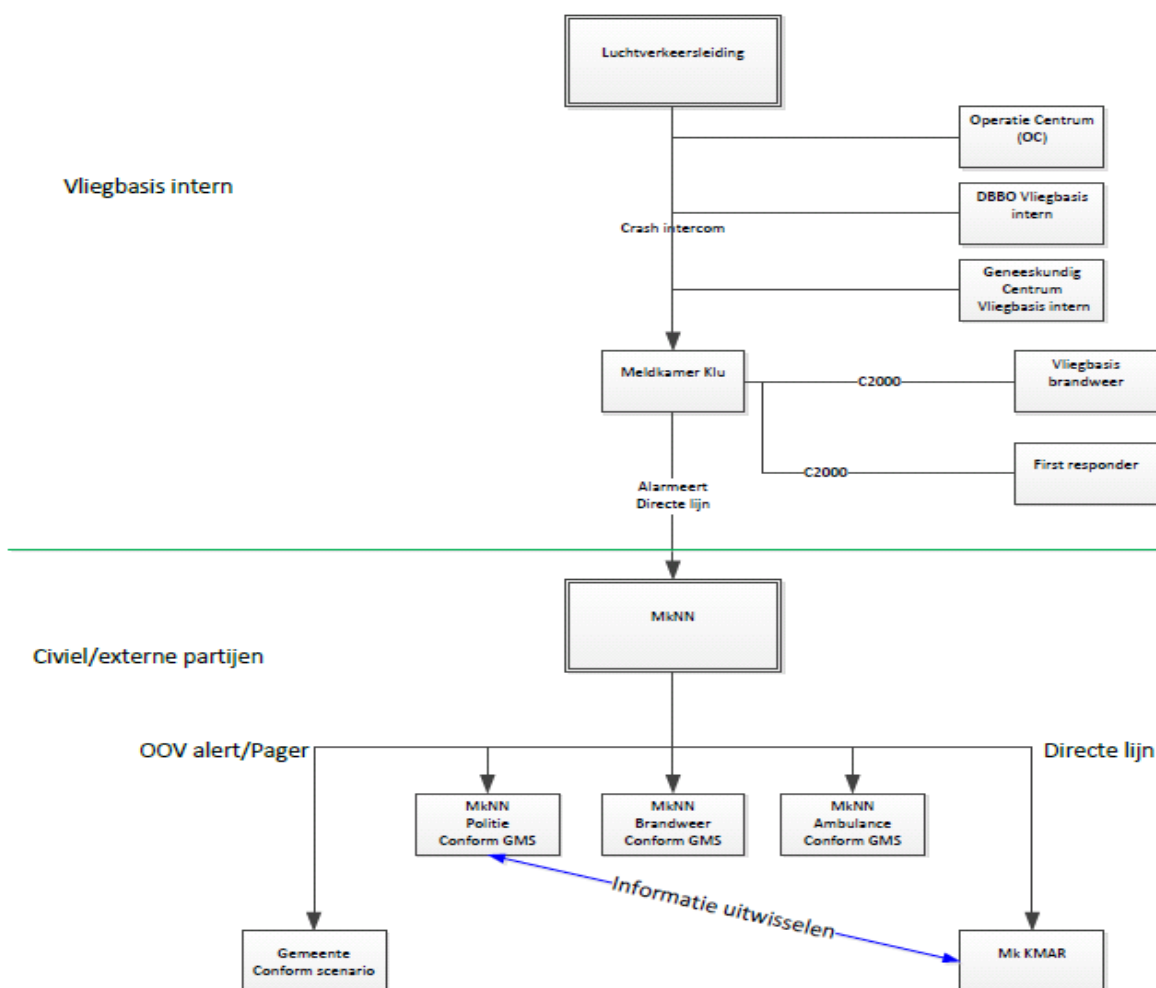 Luchtverkeersleiding
Operatie Centrum
(OC)
Vliegbasis intern
DBBO Vliegbasis
intern
Crash intercom
Geneeskundig
Centrum
Vliegbasis intern
Meldkamer Klu
C2000
Vliegbasis
brandweer
C2000
First responder
Alarmeert
Directe lijn
MkNN
Civiel/externe partijen
OOV alert/Pager
Directe lijn
MkNN
Politie
Conform GMS
MkNN
Brandweer
Conform GMS
MkNN
Ambulance
Conform GMS
Informatie uitwisselen
Gemeente
Conform scenario
Mk KMAR